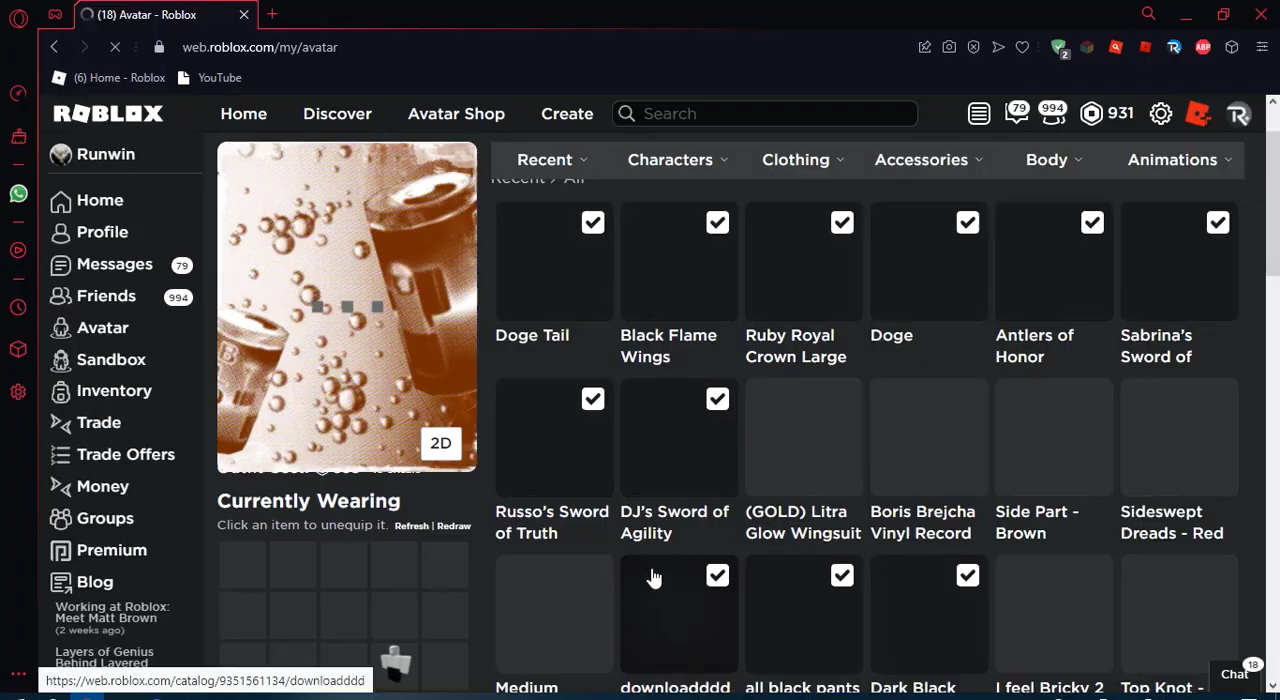 (18) Avatar - Roblox
web.roblox.com/my/avatar
2
(6) Home - Roblox
YouTube
ROBLOX
Home
Discover
Avatar Shop
Create
Search
79
994
931
Runwin
Home
Profile
Messages 79
Friends 994
Avatar
Sandbox
Inventory
Trade
Trade Offers
Money
Groups
Premium
Blog
Working at Roblox:
Meet Matt Brown
(2 weeks ago)
Layers of Genius
Behind Layered
2D
Currently Wearing
Click an item to unequip it. Refresh | Redraw
Recent
Characters
Clothing
Accessories
Body
Animations
Recent > All
Doge Tail
Black Flame
Wings
Ruby Royal
Crown Large
Doge
Antlers of
Honor
Sabrina's
Sword of
Russo's Sword
of Truth
DJ's Sword of
Agility
(GOLD) Litra
Glow Wingsuit
Boris Brejcha
Vinyl Record
Side Part -
Brown
Sideswept
Dreads - Red
Medium
downloadddd
all black pants
Dark Black
I feel Bricky 2
Top Knot -
Chat 18
https://web.roblox.com/catalog/9351561134/downloadddd